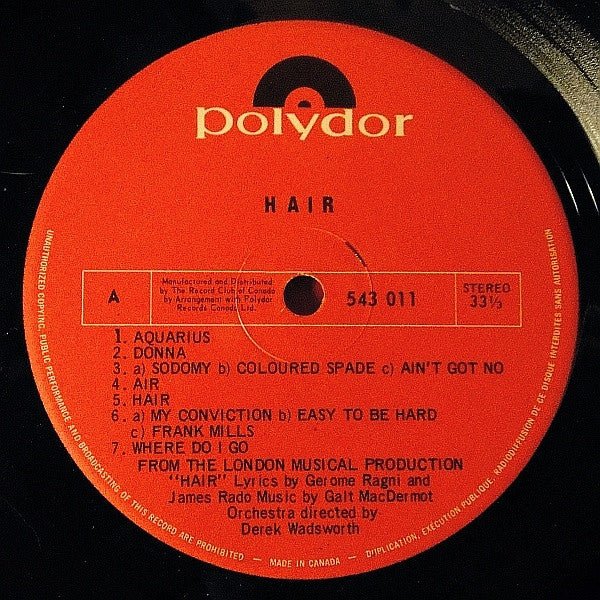 polydor
HAIR
A
Manufactured and Distributed
by The Record Club of Canada
by Arrangement with Polydor
Records Canada Ltd.
543 011
STEREO
33⅓
1. AQUARIUS
2. DONNA
3. a) SODOMY b) COLOURED SPADE c) AIN'T GOT NO
4. AIR
5. HAIR
6. a) MY CONVICTION b) EASY TO BE HARD
c) FRANK MILLS
7. WHERE DO I GO
FROM THE LONDON MUSICAL PRODUCTION
"HAIR" Lyrics by Gerome Ragni and
James Rado Music by Galt MacDermot
Orchestra directed by
Derek Wadsworth
UNAUTHORIZED COPYING, PUBLIC PERFORMANCE AND BROADCASTING OF THIS RECORD ARE PROHIBITED – MADE IN CANADA – DUPLICATION, EXÉCUTION PUBLIQUE, RADIODIFFUSION DE CE DISQUE INTERDITES SANS AUTORISATION